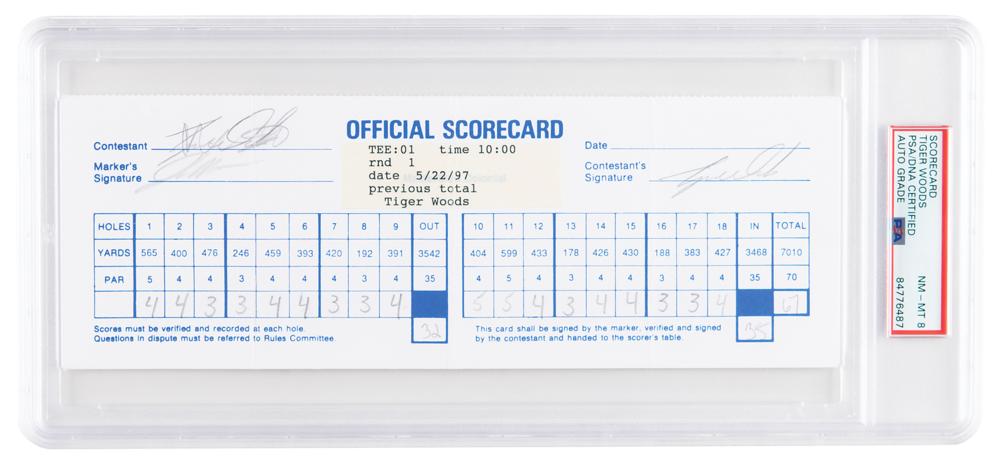 OFFICIAL SCORECARD
Contestant
Marker's
Signature
TEE:01 time 10:00
rnd 1
date 5/22/97
previous total
Tiger Woods
Date
Contestant's
Signature
HOLES 1 2 3 4 5 6 7 8 9 OUT 10 11 12 13 14 15 16 17 18 IN TOTAL
YARDS 565 400 476 246 459 393 420 192 391 3542 404 599 433 178 426 430 188 383 427 3468 7010
PAR 5 4 4 3 4 4 4 3 4 35 4 5 4 3 4 4 3 4 4 35 70
4 4 3 3 4 4 3 3 4 5 5 4 3 4 4 3 3 4 67
32 35
Scores must be verified and recorded at each hole.
Questions in dispute must be referred to Rules Committee.
This card shall be signed by the marker, verified and signed
by the contestant and handed to the scorer's table.
SCORECARD
TIGER WOODS
PSA/DNA CERTIFIED
AUTO GRADE NM-MT 8
PSA 84776487